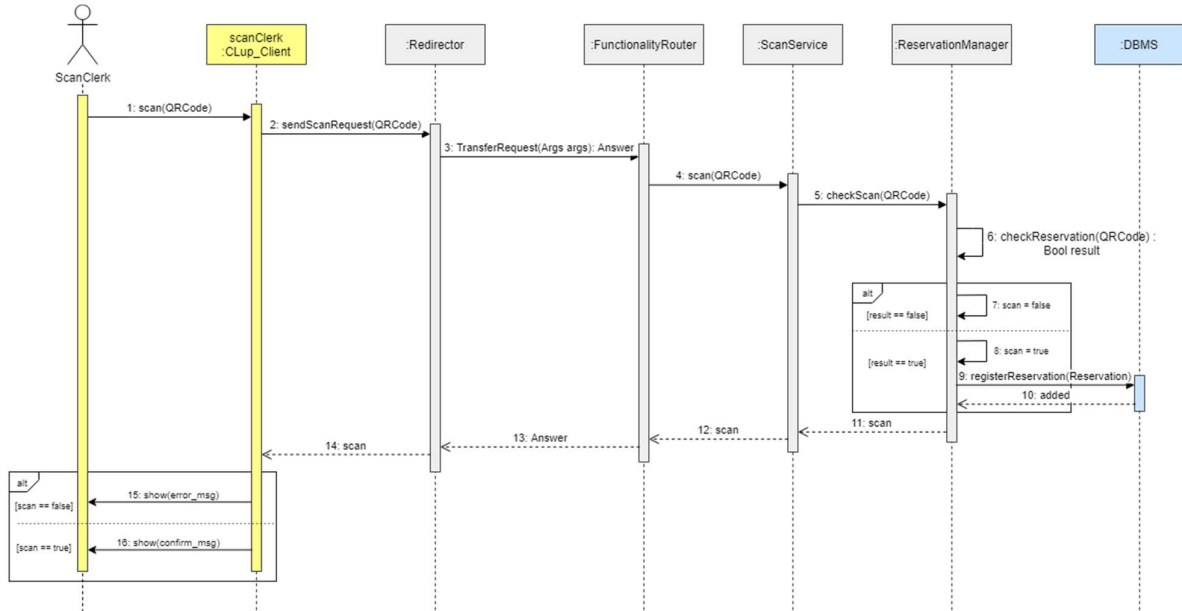 scanClerk
:CLup_Client
:Redirector
:FunctionalityRouter
:ScanService
:ReservationManager
:DBMS
ScanClerk
1: scan(QRCode)
2: sendScanRequest(QRCode)
3: TransferRequest(Args args): Answer
4: scan(QRCode)
5: checkScan(QRCode)
6: checkReservation(QRCode) :
Bool result
alt
[result == false]
7: scan = false
[result == true]
8: scan = true
9: registerReservation(Reservation)
10: added
11: scan
12: scan
13: Answer
14: scan
alt
[scan == false]
15: show(error_msg)
[scan == true]
16: show(confirm_msg)